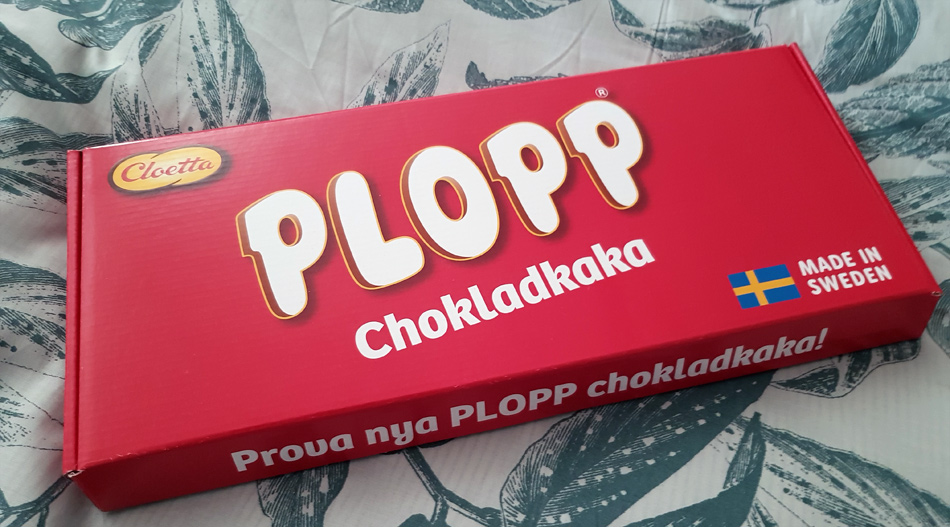 Cloetta
PLOPP®
Chokladkaka
MADE IN
SWEDEN
Prova nya PLOPP chokladkaka!